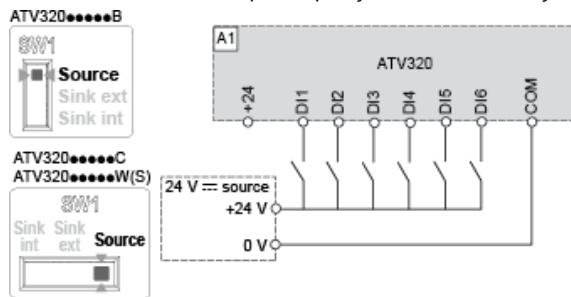 ATV320●●●●●B
SW1
Source
Sink ext
Sink int
ATV320●●●●●C
ATV320●●●●●W(S)
SW1
Sink int
Sink ext
Source
A1
ATV320
+24
DI1
DI2
DI3
DI4
DI5
DI6
COM
24 V ⎓ source
+24 V
0 V